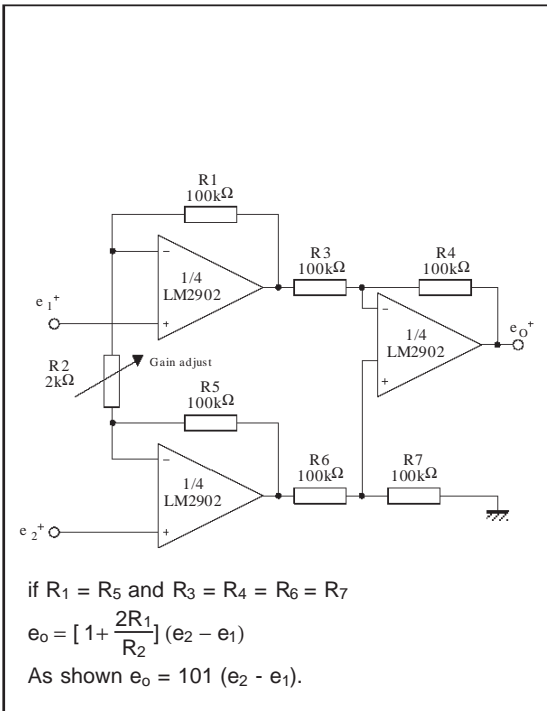 R1
100kΩ
R3
100kΩ
R4
100kΩ
1/4
LM2902
e1+
1/4
LM2902
eO+
R2
2kΩ
Gain adjust
R5
100kΩ
R6
100kΩ
R7
100kΩ
1/4
LM2902
e2+
if R1 = R5 and R3 = R4 = R6 = R7
eo = [ 1+ 2R1/R2 ] (e2 − e1)
As shown eo = 101 (e2 - e1).